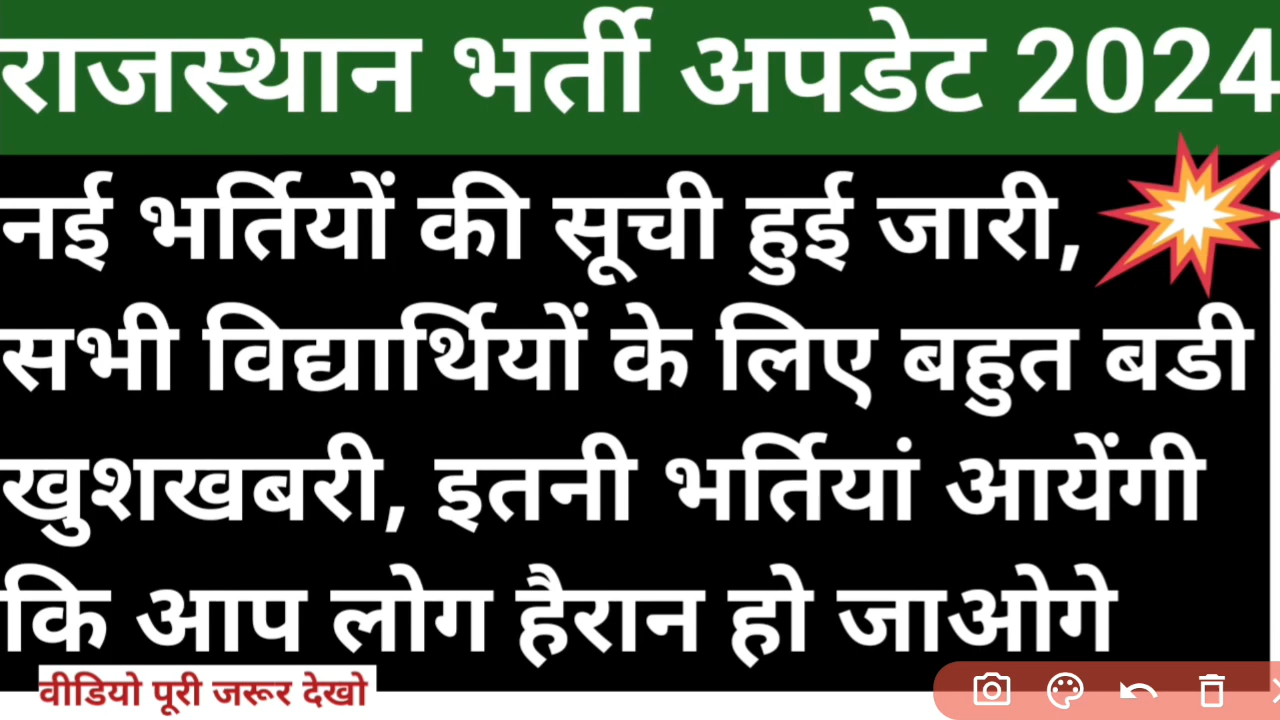 राजस्थान भर्ती अपडेट 2024
नई भर्तियों की सूची हुई जारी,
सभी विद्यार्थियों के लिए बहुत बडी
खुशखबरी, इतनी भर्तियां आयेंगी
कि आप लोग हैरान हो जाओगे
वीडियो पूरी जरूर देखो